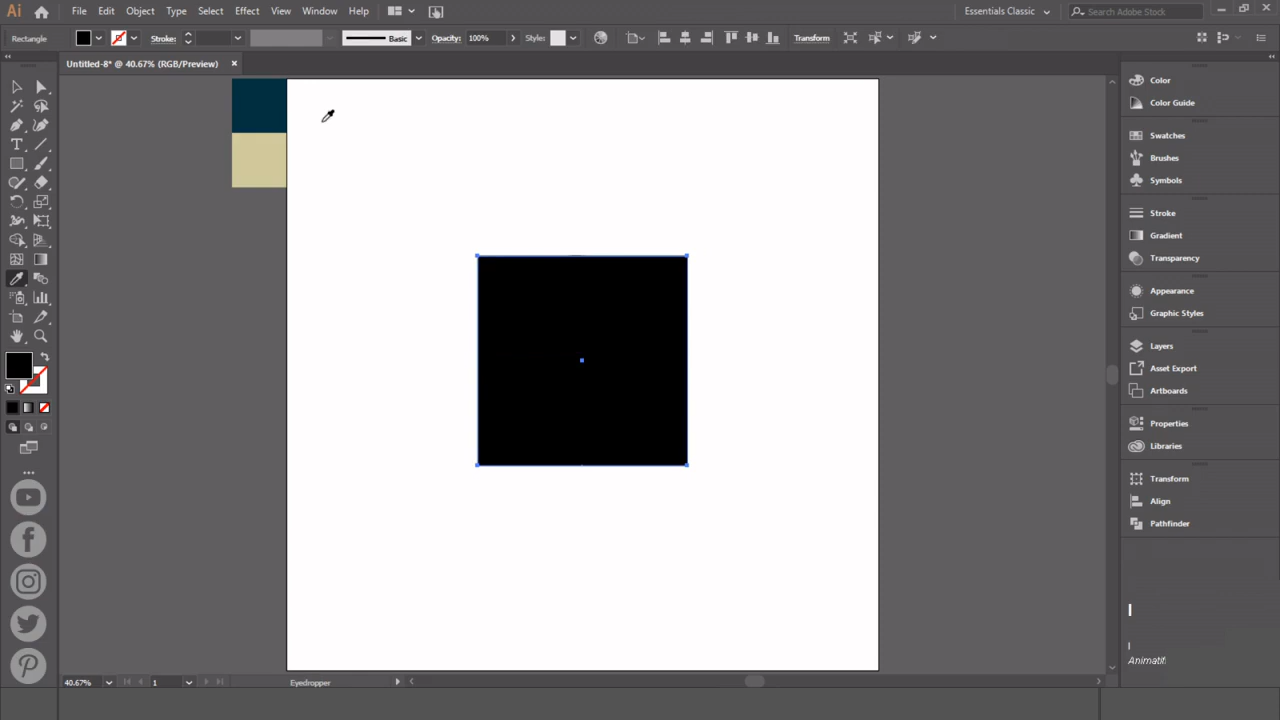 Ai File Edit Object Type Select Effect View Window Help Essentials Classic Search Adobe Stock
Rectangle Stroke: Basic Opacity: 100% Style: Transform
Untitled-8* @ 40.67% (RGB/Preview) ×
Color
Color Guide
Swatches
Brushes
Symbols
Stroke
Gradient
Transparency
Appearance
Graphic Styles
Layers
Asset Export
Artboards
Properties
Libraries
Transform
Align
Pathfinder
40.67% 1 Eyedropper